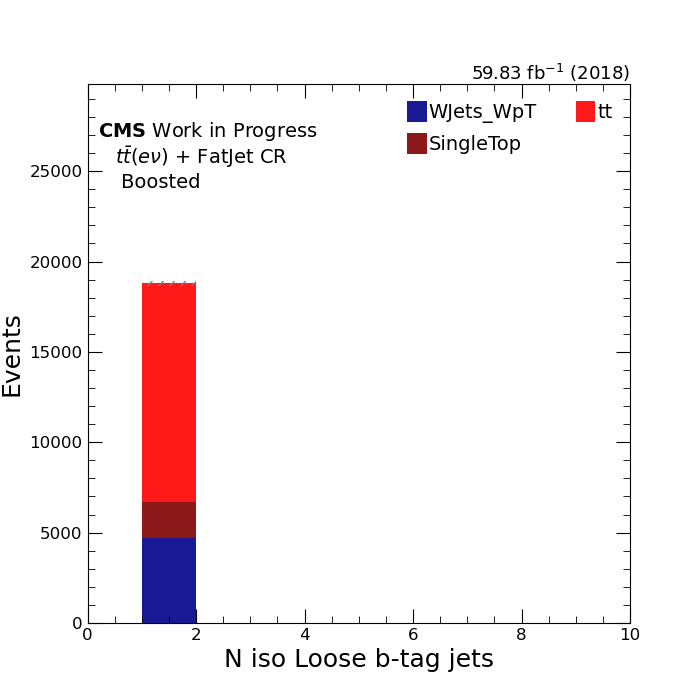 59.83 fb⁻¹ (2018)
CMS Work in Progress
tt̄(eν) + FatJet CR
Boosted
WJets_WpT
tt
SingleTop
Events
25000
20000
15000
10000
5000
0
0 2 4 6 8 10
N iso Loose b-tag jets